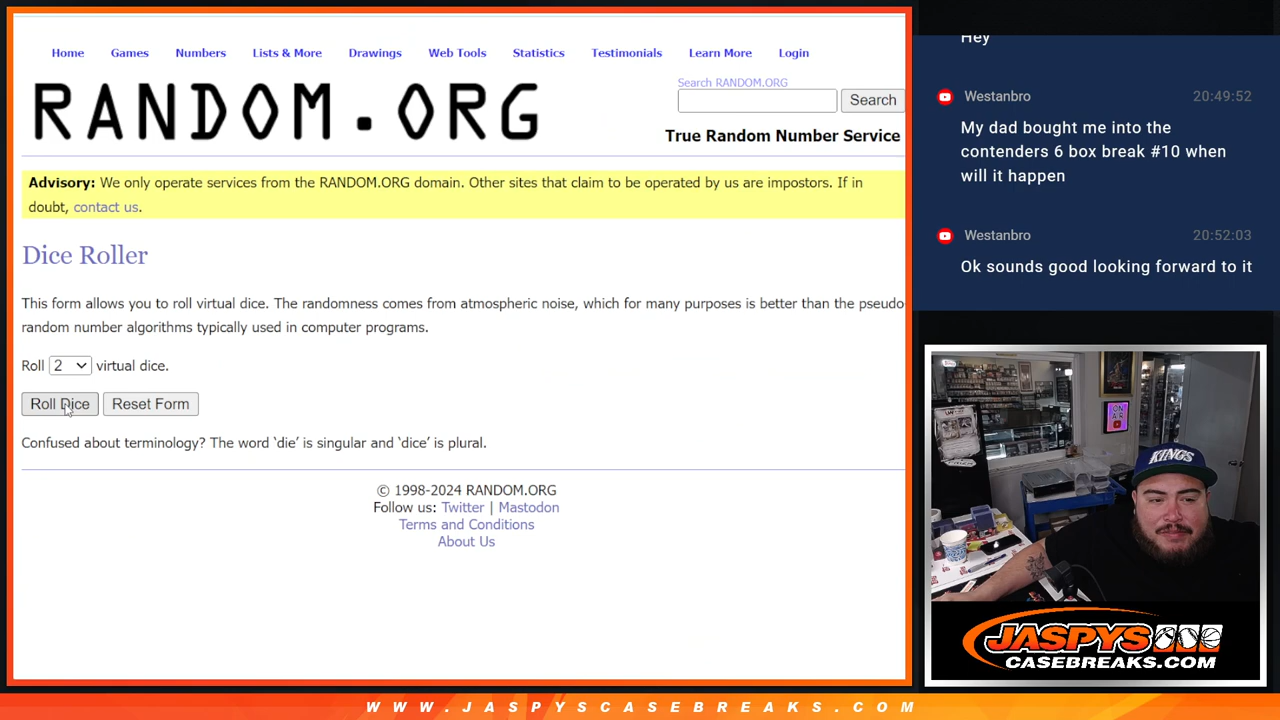 Home Games Numbers Lists & More Drawings Web Tools Statistics Testimonials Learn More Login
RANDOM.ORG
Search RANDOM.ORG
Search
True Random Number Service
Advisory: We only operate services from the RANDOM.ORG domain. Other sites that claim to be operated by us are impostors. If in
doubt, contact us.
Dice Roller
This form allows you to roll virtual dice. The randomness comes from atmospheric noise, which for many purposes is better than the pseudo-
random number algorithms typically used in computer programs.
Roll 2 virtual dice.
Roll Dice Reset Form
Confused about terminology? The word ‘die’ is singular and ‘dice’ is plural.
© 1998-2024 RANDOM.ORG
Follow us: Twitter | Mastodon
Terms and Conditions
About Us
Hey
Westanbro 20:49:52
My dad bought me into the
contenders 6 box break #10 when
will it happen
Westanbro 20:52:03
Ok sounds good looking forward to it
ON
AIR
KINGS
JASPYS
CASEBREAKS.COM
WWW.JASPYSCASEBREAKS.COM